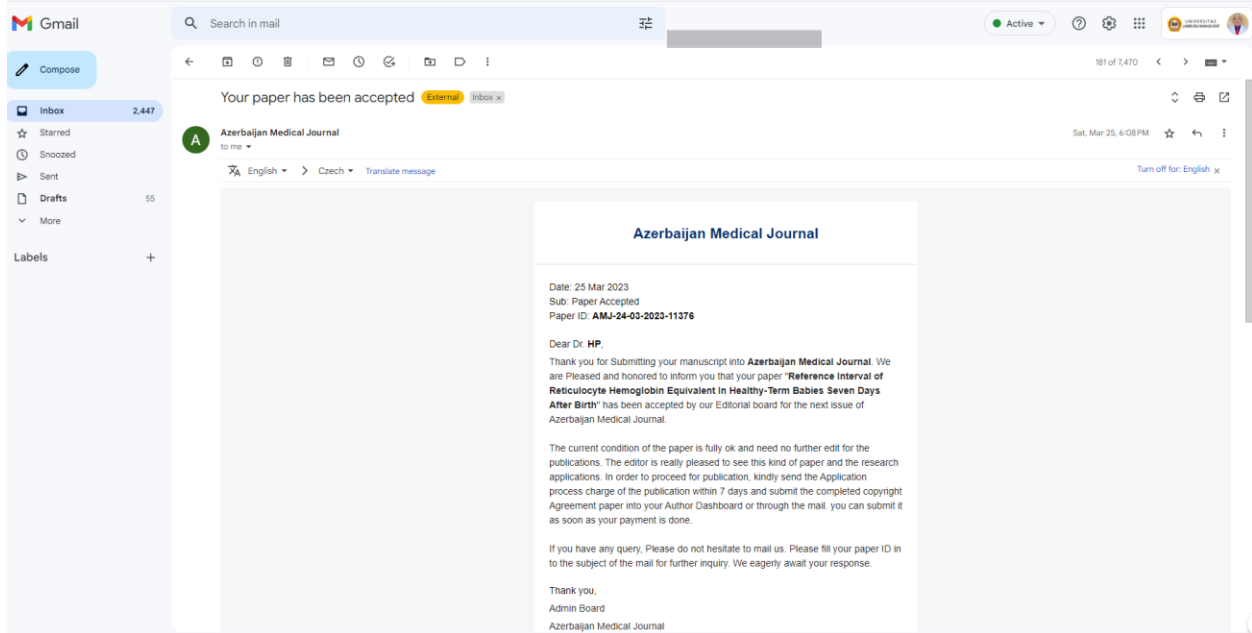 Gmail
Search in mail
Active
UNIVERSITAS
Compose
181 of 7,470
Your paper has been accepted External Inbox x
Inbox 2,447
Starred
Azerbaijan Medical Journal
Sat, Mar 25, 6:08 PM
A
to me
Snoozed
English > Czech Translate message
Turn off for: English x
Sent
Drafts 55
More
Labels +
Azerbaijan Medical Journal
Date: 25 Mar 2023
Sub: Paper Accepted
Paper ID: AMJ-24-03-2023-11376
Dear Dr. HP,
Thank you for Submitting your manuscript into Azerbaijan Medical Journal. We
are Pleased and honored to inform you that your paper "Reference Interval of
Reticulocyte Hemoglobin Equivalent In Healthy-Term Babies Seven Days
After Birth" has been accepted by our Editorial board for the next issue of
Azerbaijan Medical Journal.
The current condition of the paper is fully ok and need no further edit for the
publications. The editor is really pleased to see this kind of paper and the research
applications. In order to proceed for publication, kindly send the Application
process charge of the publication within 7 days and submit the completed copyright
Agreement paper into your Author Dashboard or through the mail. you can submit it
as soon as your payment is done.
If you have any query, Please do not hesitate to mail us. Please fill your paper ID in
to the subject of the mail for further inquiry. We eagerly await your response.
Thank you,
Admin Board
Azerbaijan Medical Journal